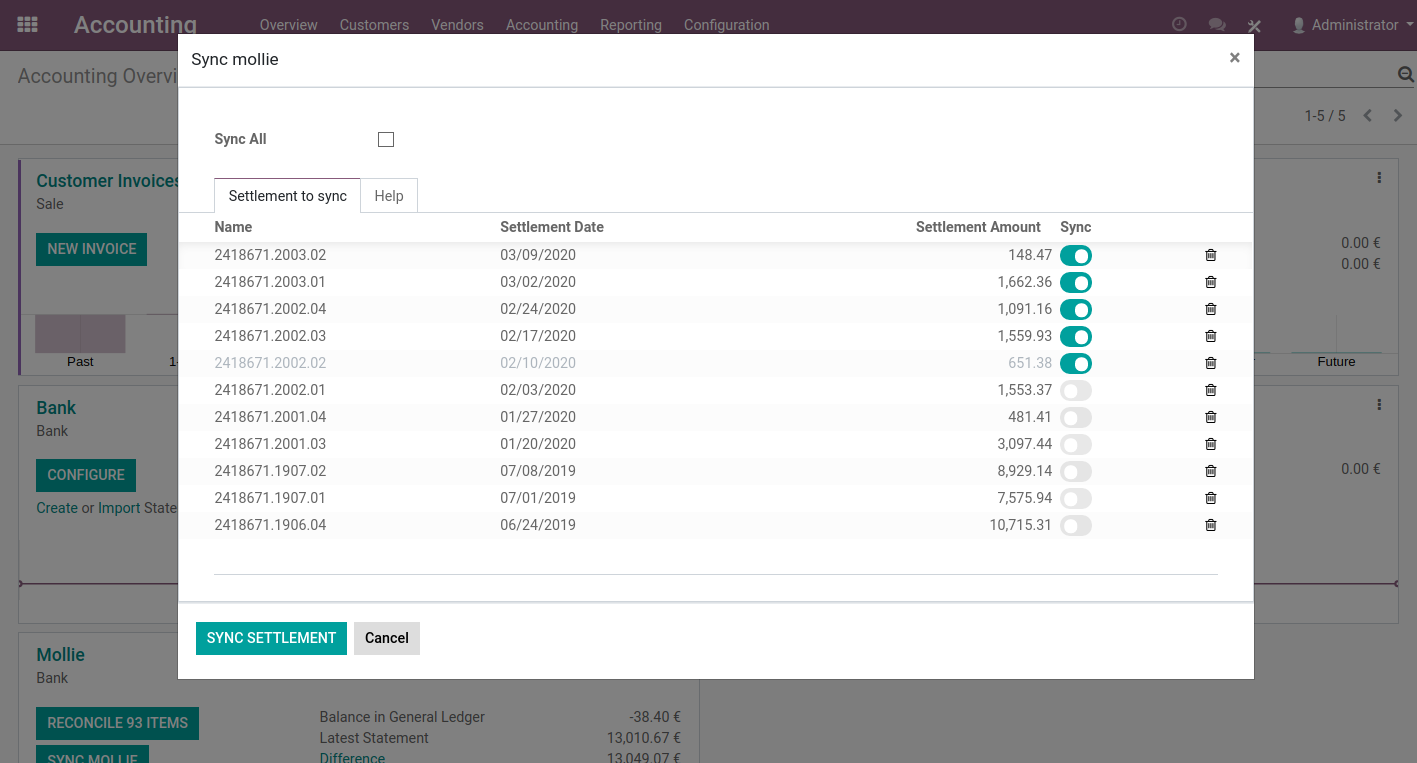 Accounting Overview Customers Vendors Accounting Reporting Configuration Administrator
Sync mollie ×
Accounting Overvi
Sync All
1-5 / 5
Settlement to sync Help
Customer Invoices
Sale
NEW INVOICE
Name Settlement Date Settlement Amount Sync
2418671.2003.02 03/09/2020 148.47
2418671.2003.01 03/02/2020 1,662.36
2418671.2002.04 02/24/2020 1,091.16
2418671.2002.03 02/17/2020 1,559.93
2418671.2002.02 02/10/2020 651.38
2418671.2002.01 02/03/2020 1,553.37
2418671.2001.04 01/27/2020 481.41
2418671.2001.03 01/20/2020 3,097.44
2418671.1907.02 07/08/2019 8,929.14
2418671.1907.01 07/01/2019 7,575.94
2418671.1906.04 06/24/2019 10,715.31
0.00 €
0.00 €
Past 1- Future
Bank
Bank
CONFIGURE
0.00 €
Create or Import State
SYNC SETTLEMENT Cancel
Mollie
Bank
RECONCILE 93 ITEMS
SYNC MOLLIE
Balance in General Ledger -38.40 €
Latest Statement 13,010.67 €
Difference 13,049.07 €